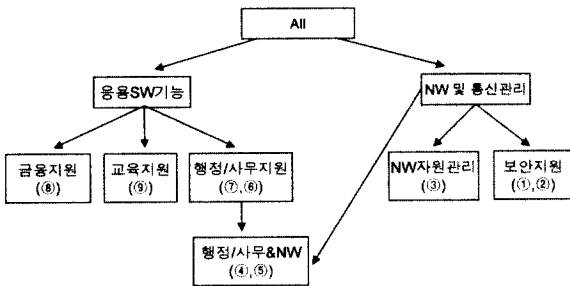 All
응용SW기능
NW 및 통신관리
금융지원
(⑧)
교육지원
(⑨)
행정/사무지원
(⑦,⑥)
NW자원관리
(③)
보안지원
(①,②)
행정/사무&NW
(④,⑤)